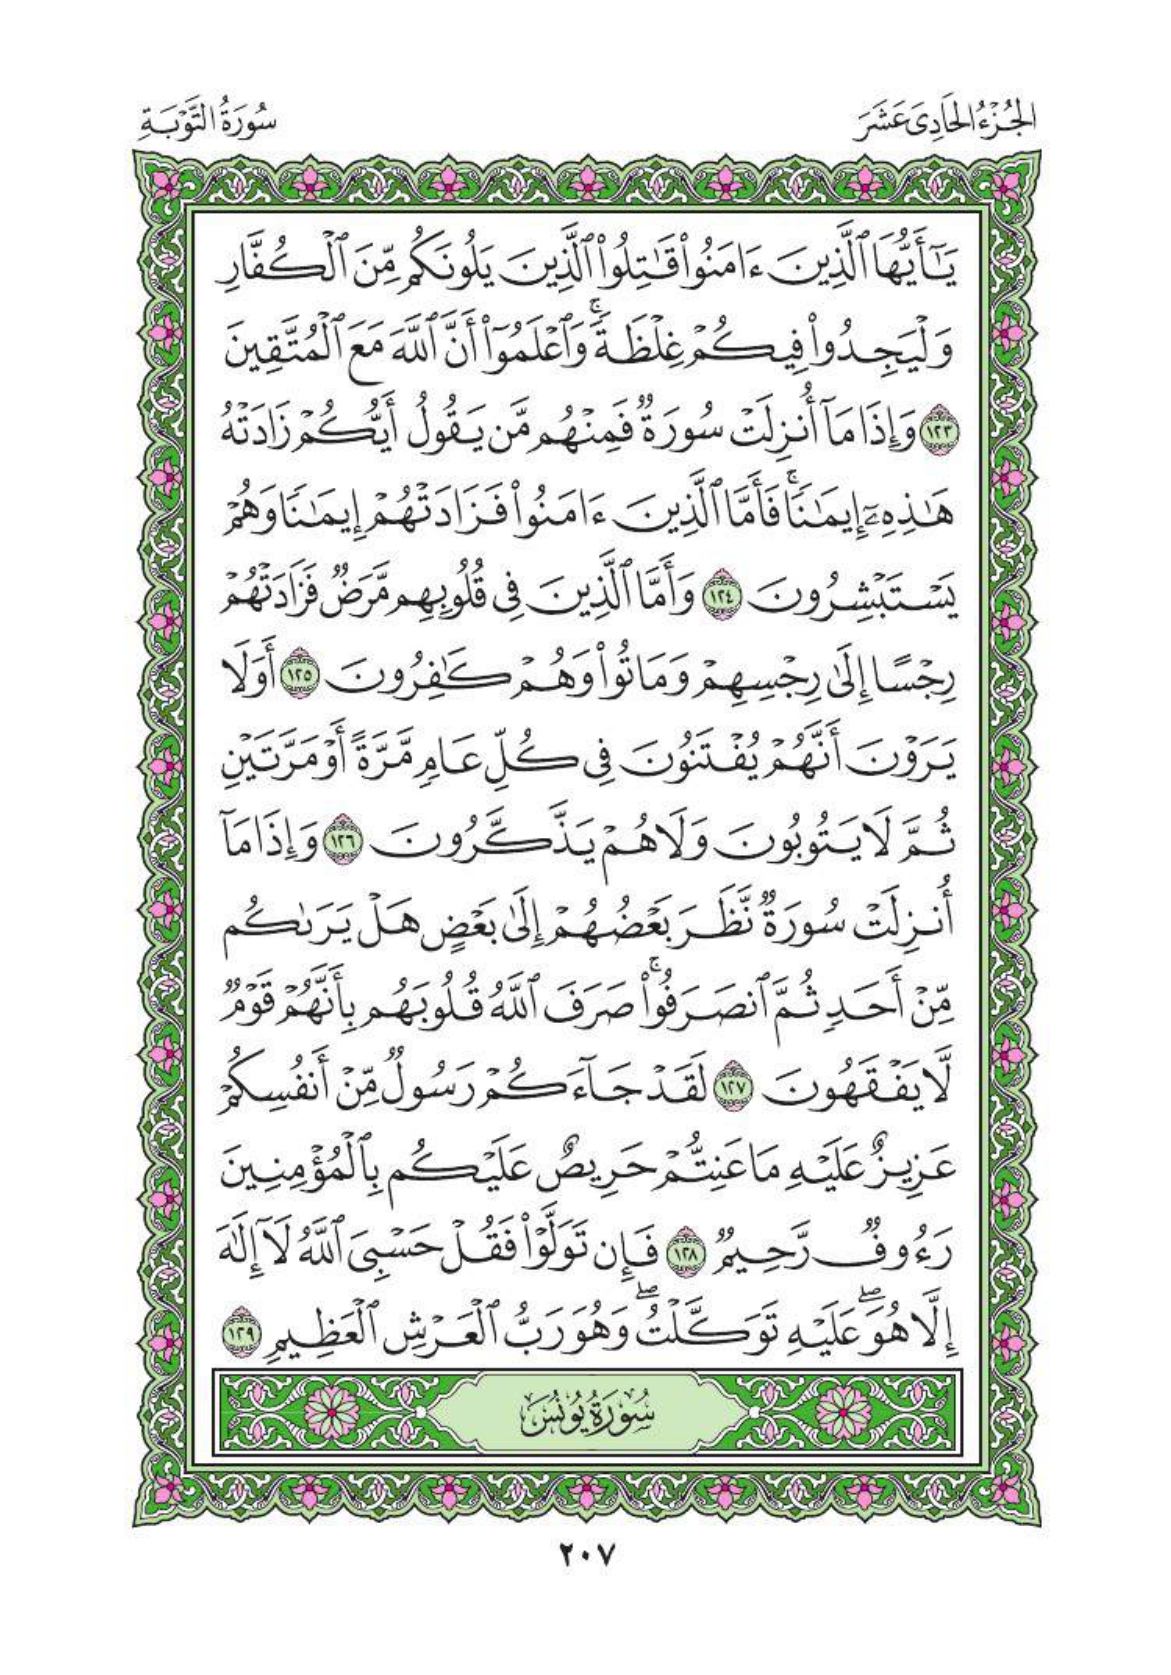 الجُزْءُ الحَادِىَ عَشَرَ
سُورَةُ التَّوْبَةِ
يَٰٓأَيُّهَا ٱلَّذِينَ ءَامَنُوا۟ قَٰتِلُوا۟ ٱلَّذِينَ يَلُونَكُم مِّنَ ٱلْكُفَّارِ
وَلْيَجِدُوا۟ فِيكُمْ غِلْظَةً ۚ وَٱعْلَمُوٓا۟ أَنَّ ٱللَّهَ مَعَ ٱلْمُتَّقِينَ
١٢٣ وَإِذَا مَآ أُنزِلَتْ سُورَةٌ فَمِنْهُم مَّن يَقُولُ أَيُّكُمْ زَادَتْهُ
هَٰذِهِۦٓ إِيمَٰنًا ۚ فَأَمَّا ٱلَّذِينَ ءَامَنُوا۟ فَزَادَتْهُمْ إِيمَٰنًا وَهُمْ
يَسْتَبْشِرُونَ ١٢٤ وَأَمَّا ٱلَّذِينَ فِى قُلُوبِهِم مَّرَضٌ فَزَادَتْهُمْ
رِجْسًا إِلَىٰ رِجْسِهِمْ وَمَاتُوا۟ وَهُمْ كَٰفِرُونَ ١٢٥ أَوَلَا
يَرَوْنَ أَنَّهُمْ يُفْتَنُونَ فِى كُلِّ عَامٍ مَّرَّةً أَوْ مَرَّتَيْنِ
ثُمَّ لَا يَتُوبُونَ وَلَا هُمْ يَذَّكَّرُونَ ١٢٦ وَإِذَا مَآ
أُنزِلَتْ سُورَةٌ نَّظَرَ بَعْضُهُمْ إِلَىٰ بَعْضٍ هَلْ يَرَىٰكُم
مِّنْ أَحَدٍ ثُمَّ ٱنصَرَفُوا۟ ۚ صَرَفَ ٱللَّهُ قُلُوبَهُم بِأَنَّهُمْ قَوْمٌ
لَّا يَفْقَهُونَ ١٢٧ لَقَدْ جَآءَكُمْ رَسُولٌ مِّنْ أَنفُسِكُمْ
عَزِيزٌ عَلَيْهِ مَا عَنِتُّمْ حَرِيصٌ عَلَيْكُم بِٱلْمُؤْمِنِينَ
رَءُوفٌ رَّحِيمٌ ١٢٨ فَإِن تَوَلَّوْا۟ فَقُلْ حَسْبِىَ ٱللَّهُ لَآ إِلَٰهَ
إِلَّا هُوَ ۖ عَلَيْهِ تَوَكَّلْتُ ۖ وَهُوَ رَبُّ ٱلْعَرْشِ ٱلْعَظِيمِ ١٢٩
سُورَةُ يُونُسَ
٢٠٧